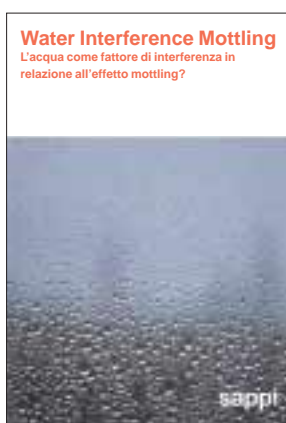 Water Interference Mottling
L'acqua come fattore di interferenza in
relazione all'effetto mottling?
sappi